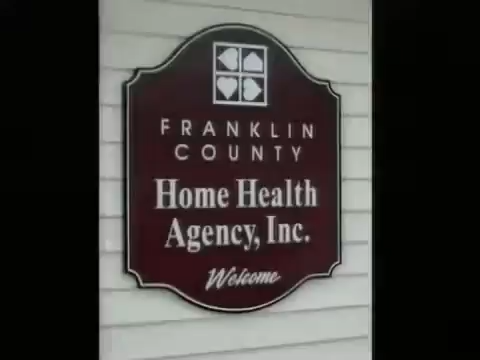 FRANKLIN
COUNTY
Home Health
Agency, Inc.
Welcome